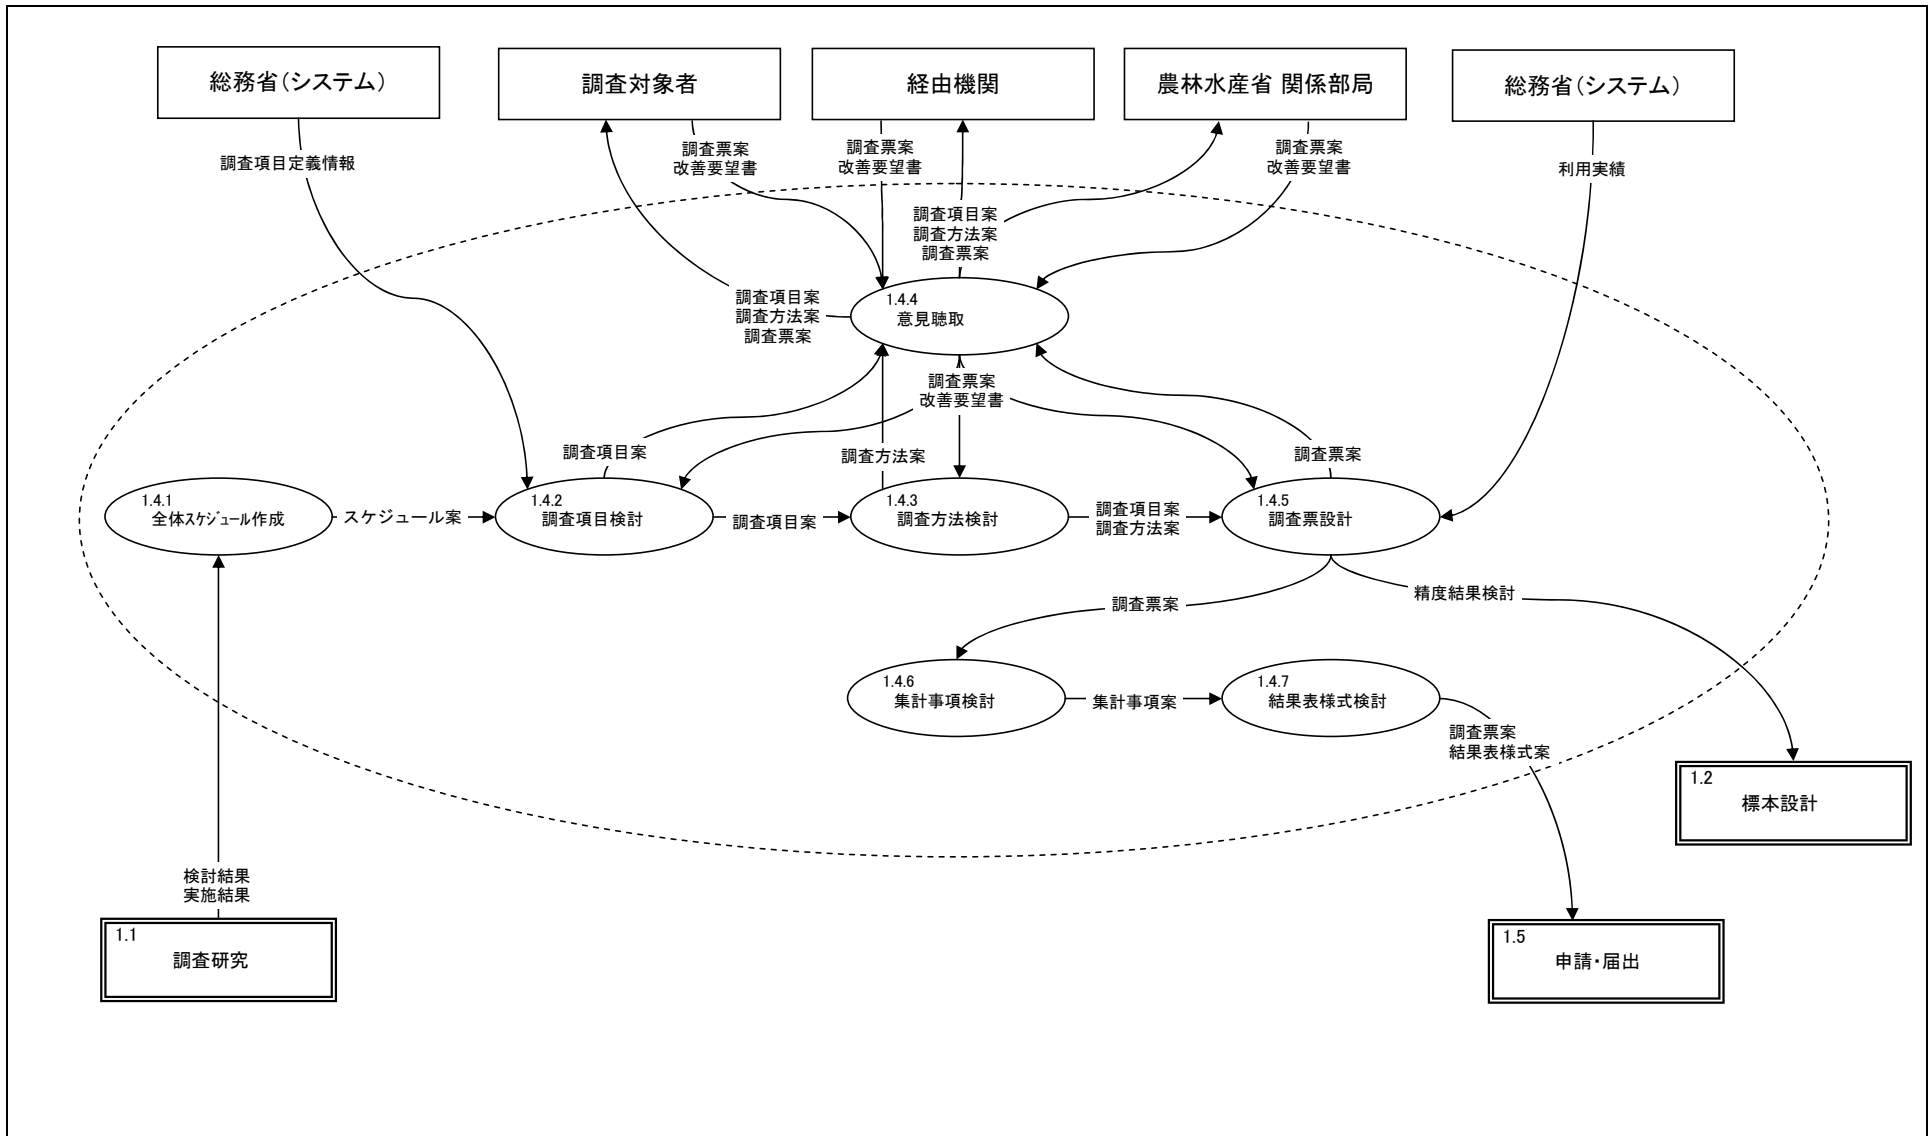 総務省(システム)
調査対象者
経由機関
農林水産省 関係部局
総務省(システム)
調査項目定義情報
調査票案
改善要望書
調査票案
改善要望書
調査票案
改善要望書
利用実績
調査項目案
調査方法案
調査票案
調査項目案
調査方法案
調査票案
1.4.4
意見聴取
調査票案
改善要望書
調査項目案
調査方法案
調査票案
1.4.1
全体スケジュール作成
スケジュール案
1.4.2
調査項目検討
調査項目案
1.4.3
調査方法検討
調査項目案
調査方法案
1.4.5
調査票設計
調査票案
精度結果検討
1.4.6
集計事項検討
集計事項案
1.4.7
結果表様式検討
調査票案
結果表様式案
1.2
標本設計
検討結果
実施結果
1.1
調査研究
1.5
申請・届出